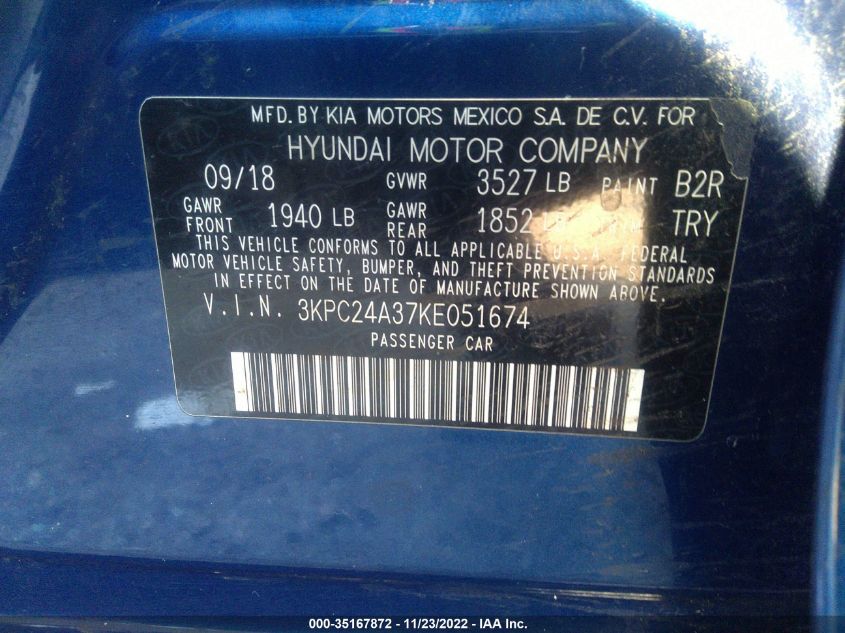 MFD. BY KIA MOTORS MEXICO S.A. DE C.V. FOR
HYUNDAI MOTOR COMPANY
09/18 GVWR 3527 LB PAINT B2R
GAWR FRONT 1940 LB GAWR REAR 1852 LB TRY
THIS VEHICLE CONFORMS TO ALL APPLICABLE U.S.A. FEDERAL
MOTOR VEHICLE SAFETY, BUMPER, AND THEFT PREVENTION STANDARDS
IN EFFECT ON THE DATE OF MANUFACTURE SHOWN ABOVE.
V.I.N. 3KPC24A37KE051674
PASSENGER CAR
000-35167872 - 11/23/2022 - IAA Inc.